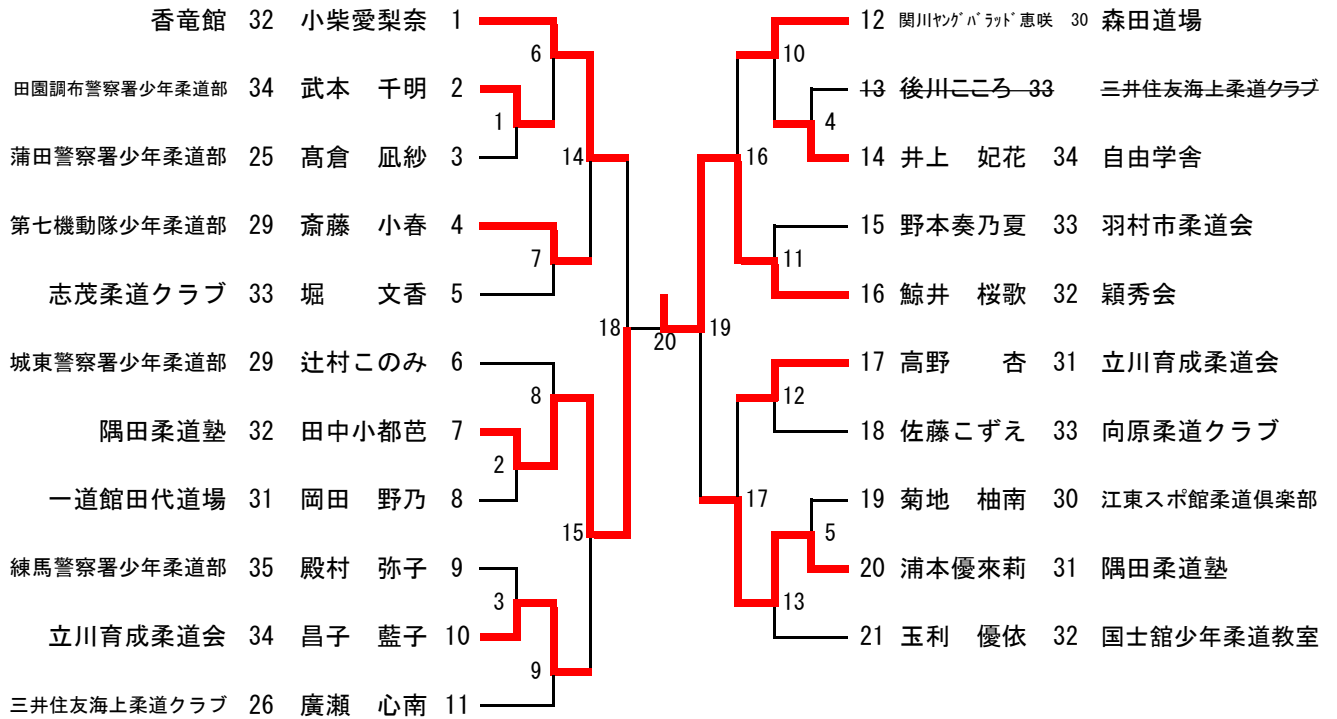 香竜館 32 小柴愛梨奈 1
田園調布警察署少年柔道部 34 武本 千明 2
蒲田警察署少年柔道部 25 髙倉 凪紗 3
第七機動隊少年柔道部 29 斎藤 小春 4
志茂柔道クラブ 33 堀 文香 5
城東警察署少年柔道部 29 辻村このみ 6
隅田柔道塾 32 田中小都芭 7
一道館田代道場 31 岡田 野乃 8
練馬警察署少年柔道部 35 殿村 弥子 9
立川育成柔道会 34 昌子 藍子 10
三井住友海上柔道クラブ 26 廣瀬 心南 11
6
1
14
7
18
8
2
15
3
9
20
19
16
10
4
11
12
17
5
13
12 関川ヤングバラッド恵咲 30 森田道場
13 後川こころ 33 三井住友海上柔道クラブ
14 井上 妃花 34 自由学舎
15 野本奏乃夏 33 羽村市柔道会
16 鯨井 桜歌 32 穎秀会
17 高野 杏 31 立川育成柔道会
18 佐藤こずえ 33 向原柔道クラブ
19 菊地 柚南 30 江東スポ館柔道倶楽部
20 浦本優來莉 31 隅田柔道塾
21 玉利 優依 32 国士舘少年柔道教室